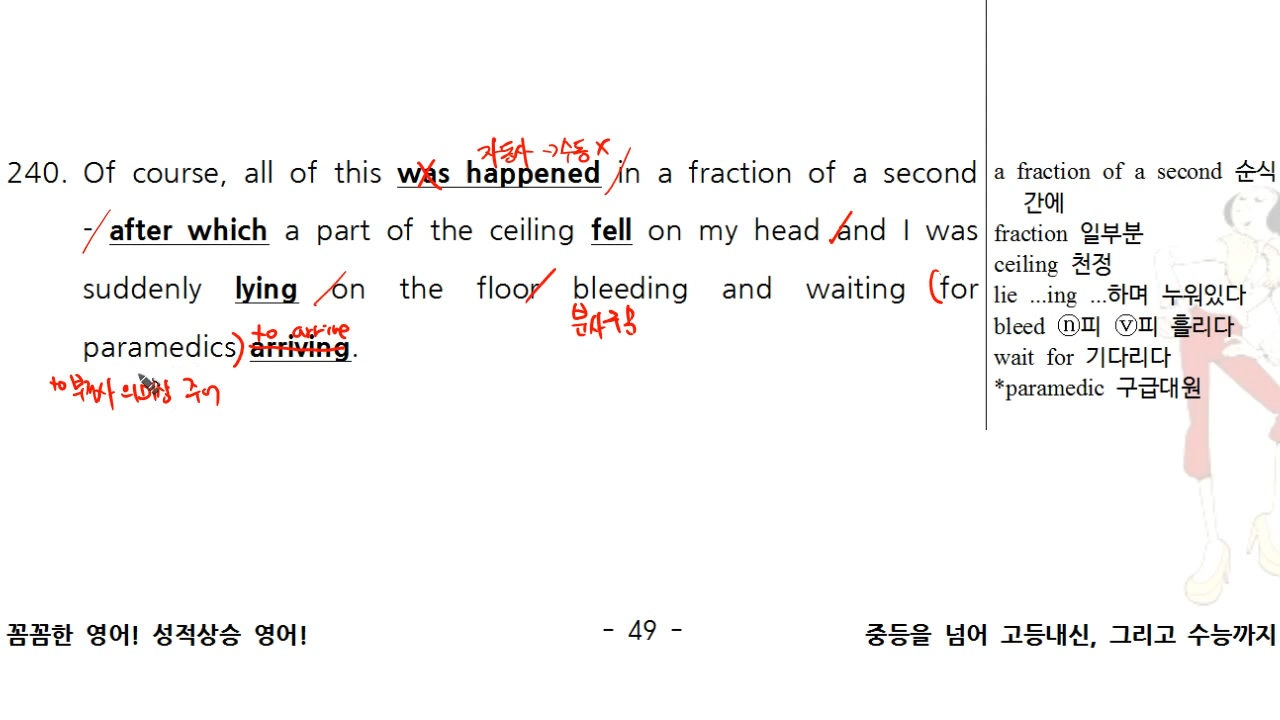 자동사 → 수동 x
240. Of course, all of this was happened in a fraction of a second
- after which a part of the ceiling fell on my head and I was
suddenly lying on the floor bleeding and waiting (for
분사구문
to arrive
paramedics) arriving.
to부정사 의미상 주어
a fraction of a second 순식
간에
fraction 일부분
ceiling 천정
lie ...ing ...하며 누워있다
bleed ⓝ피 ⓥ피 흘리다
wait for 기다리다
*paramedic 구급대원
꼼꼼한 영어! 성적상승 영어!
- 49 -
중등을 넘어 고등내신, 그리고 수능까지